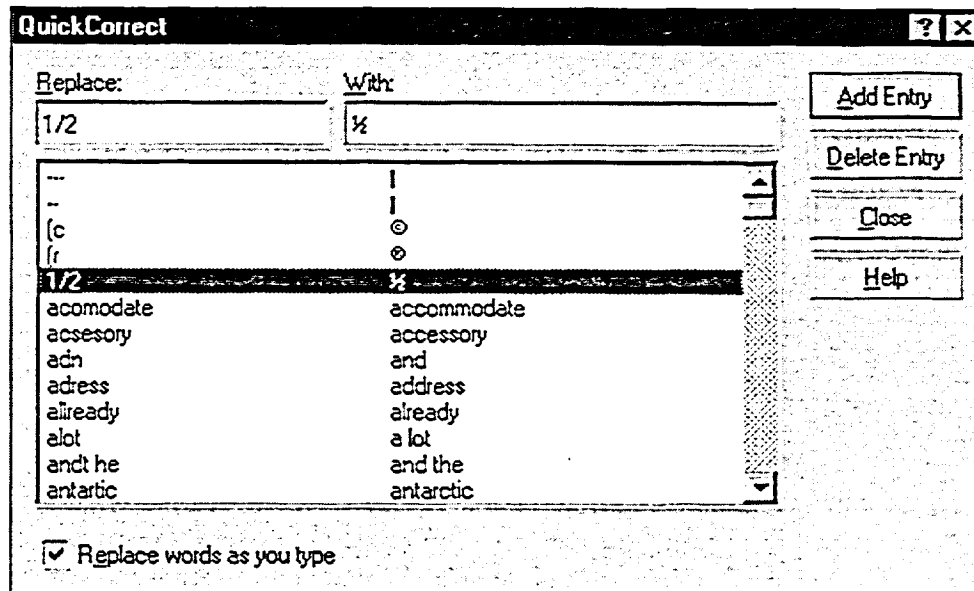 QuickCorrect
Replace: With:
1/2 ½
Add Entry
Delete Entry
Close
Help
---
--
(c ©
(r ®
1/2 ½
acomodate accommodate
acsesory accessory
adn and
adress address
allready already
alot a lot
andt he and the
antartic antarctic
Replace words as you type